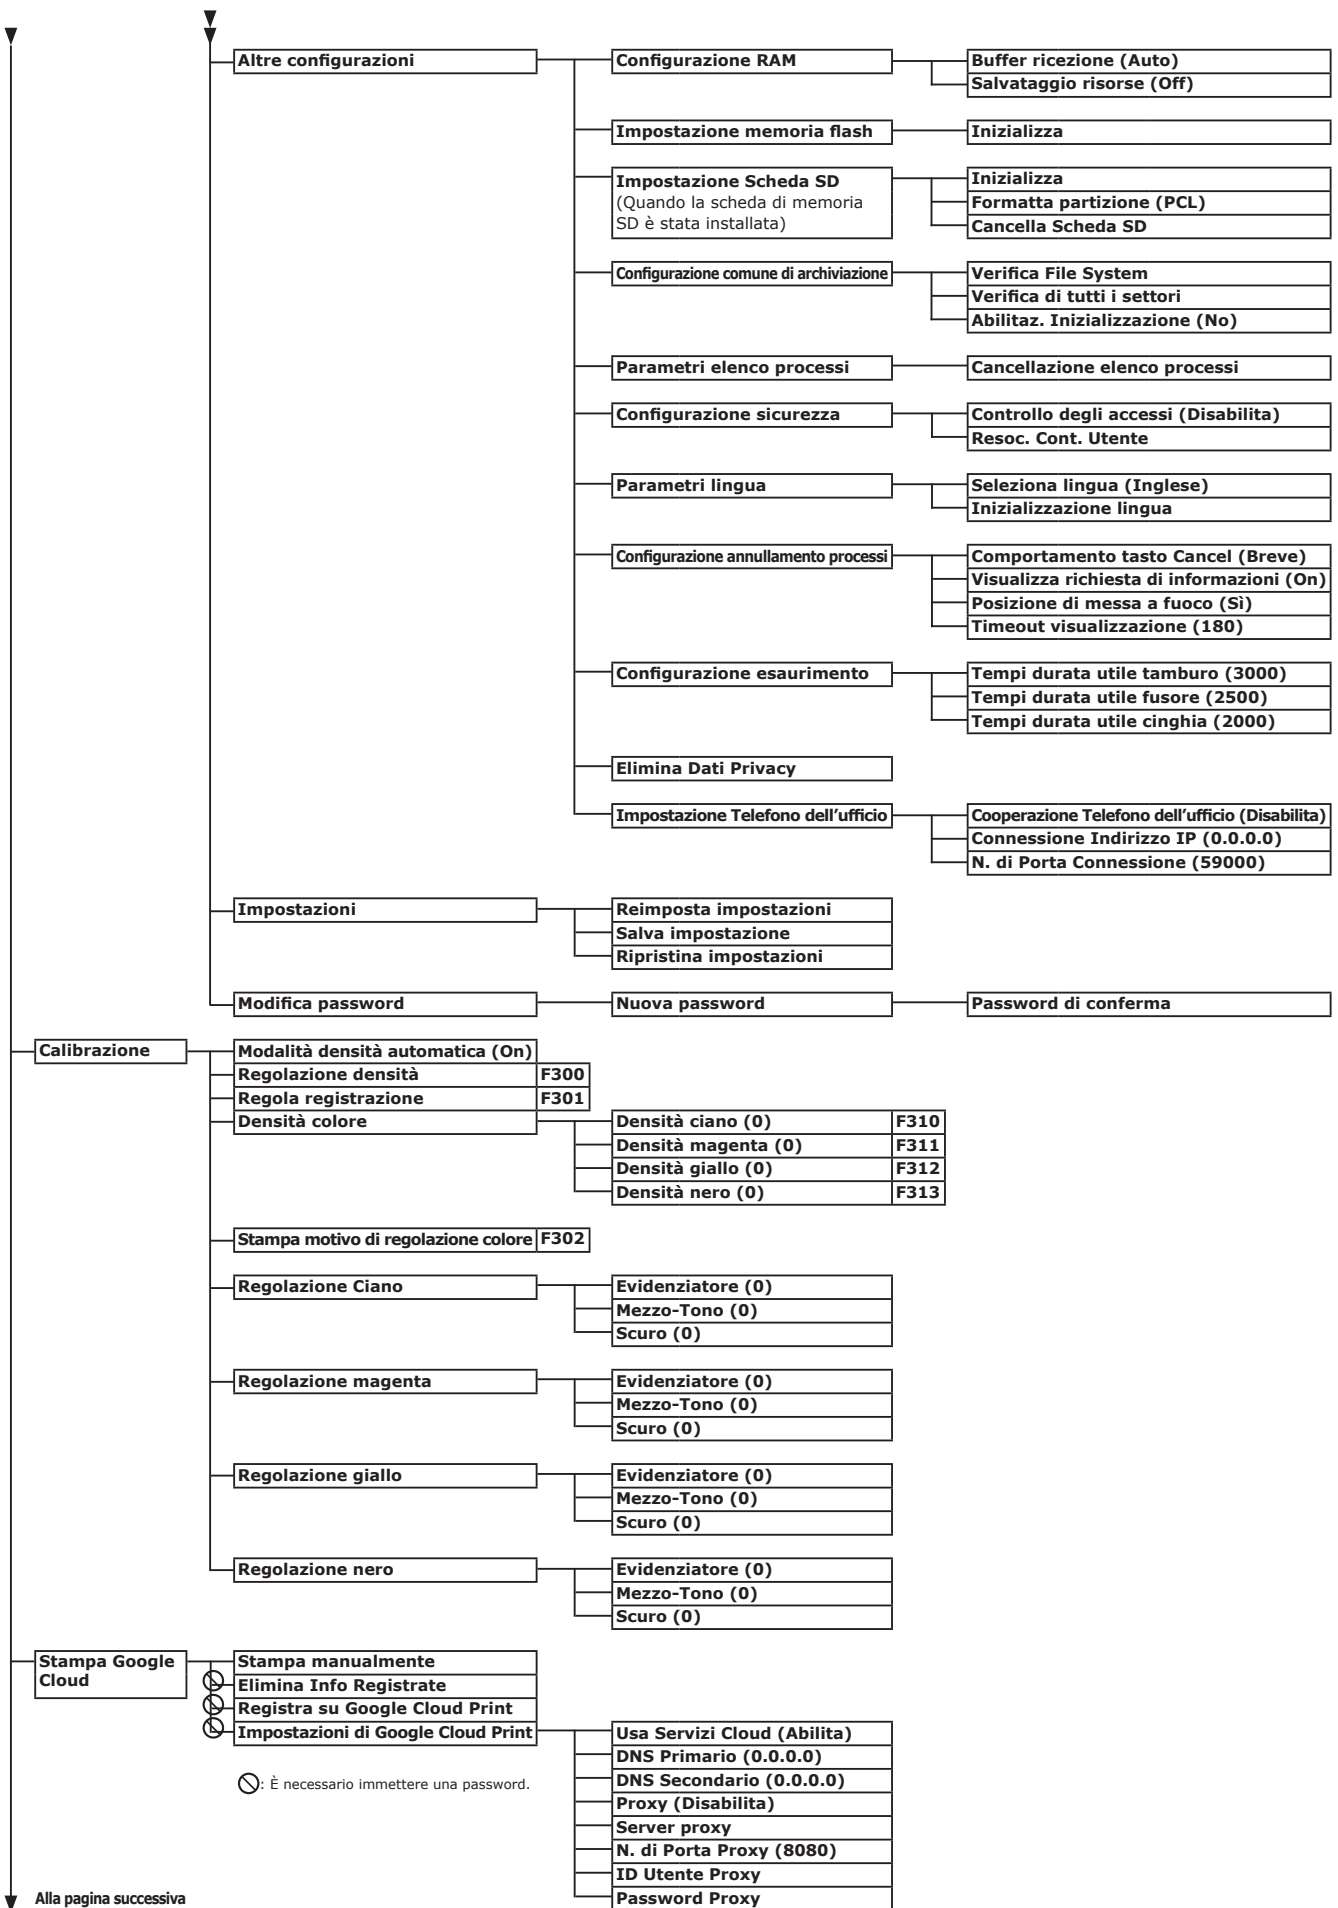 Altre configurazioni
Configurazione RAM
Buffer ricezione (Auto)
Salvataggio risorse (Off)
Impostazione memoria flash
Inizializza
Impostazione Scheda SD
(Quando la scheda di memoria
SD è stata installata)
Inizializza
Formatta partizione (PCL)
Cancella Scheda SD
Configurazione comune di archiviazione
Verifica File System
Verifica di tutti i settori
Abilitaz. Inizializzazione (No)
Parametri elenco processi
Cancellazione elenco processi
Configurazione sicurezza
Controllo degli accessi (Disabilita)
Resoc. Cont. Utente
Parametri lingua
Seleziona lingua (Inglese)
Inizializzazione lingua
Configurazione annullamento processi
Comportamento tasto Cancel (Breve)
Visualizza richiesta di informazioni (On)
Posizione di messa a fuoco (Sì)
Timeout visualizzazione (180)
Configurazione esaurimento
Tempi durata utile tamburo (3000)
Tempi durata utile fusore (2500)
Tempi durata utile cinghia (2000)
Elimina Dati Privacy
Impostazione Telefono dell'ufficio
Cooperazione Telefono dell'ufficio (Disabilita)
Connessione Indirizzo IP (0.0.0.0)
N. di Porta Connessione (59000)
Impostazioni
Reimposta impostazioni
Salva impostazione
Ripristina impostazioni
Modifica password
Nuova password
Password di conferma
Calibrazione
Modalità densità automatica (On)
Regolazione densità F300
Regola registrazione F301
Densità colore
Densità ciano (0) F310
Densità magenta (0) F311
Densità giallo (0) F312
Densità nero (0) F313
Stampa motivo di regolazione colore F302
Regolazione Ciano
Evidenziatore (0)
Mezzo-Tono (0)
Scuro (0)
Regolazione magenta
Evidenziatore (0)
Mezzo-Tono (0)
Scuro (0)
Regolazione giallo
Evidenziatore (0)
Mezzo-Tono (0)
Scuro (0)
Regolazione nero
Evidenziatore (0)
Mezzo-Tono (0)
Scuro (0)
Stampa Google
Cloud
Stampa manualmente
Elimina Info Registrate
Registra su Google Cloud Print
Impostazioni di Google Cloud Print
Usa Servizi Cloud (Abilita)
DNS Primario (0.0.0.0)
DNS Secondario (0.0.0.0)
Proxy (Disabilita)
Server proxy
N. di Porta Proxy (8080)
ID Utente Proxy
Password Proxy
: È necessario immettere una password.
Alla pagina successiva